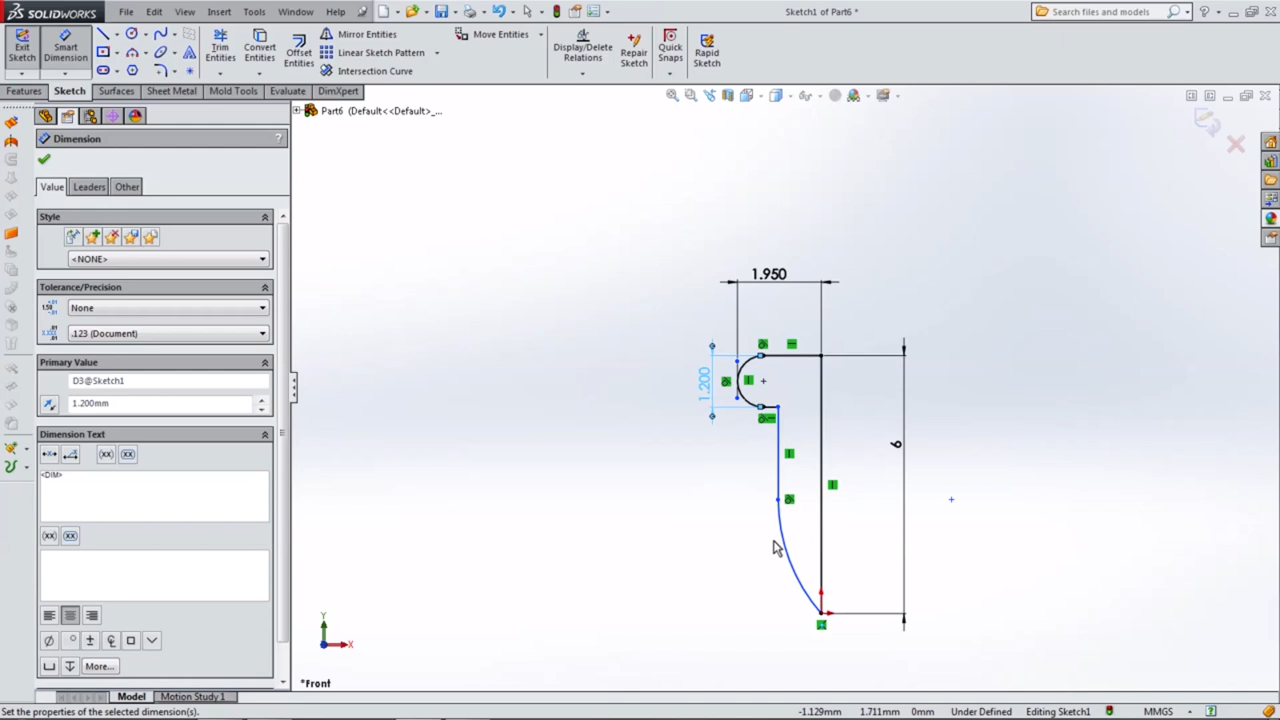 SOLIDWORKS File Edit View Insert Tools Window Help Sketch1 of Part6 * Search files and models
Exit Sketch
Smart Dimension
Trim Entities
Convert Entities
Offset Entities
Mirror Entities
Linear Sketch Pattern
Intersection Curve
Move Entities
Display/Delete Relations
Repair Sketch
Quick Snaps
Rapid Sketch
Features Sketch Surfaces Sheet Metal Mold Tools Evaluate DimXpert
Part6 (Default<<Default>_...
Dimension ?
Value Leaders Other
Style
<NONE>
Tolerance/Precision
None
.123 (Document)
Primary Value
D3@Sketch1
1.200mm
Dimension Text
<DIM>
More...
1.950
1.200
6
Y
X
*Front
Model Motion Study 1
Set the properties of the selected dimension(s). -1.129mm 1.711mm 0mm Under Defined Editing Sketch1 MMGS